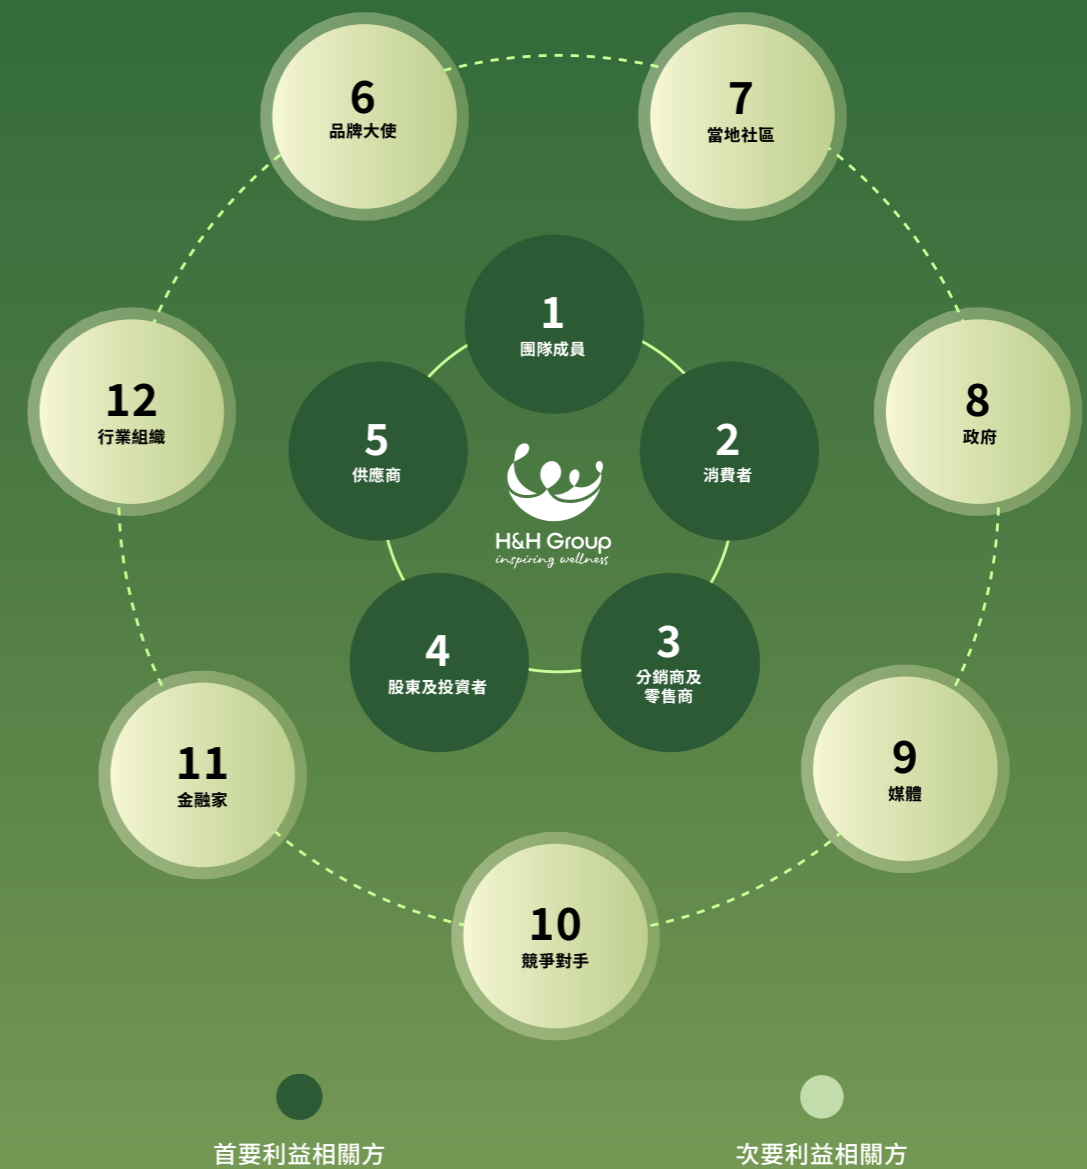 6
品牌大使
7
當地社區
1
團隊成員
12
行業組織
8
政府
5
供應商
2
消費者
H&H Group
inspiring wellness
4
股東及投資者
3
分銷商及
零售商
11
金融家
9
媒體
10
競爭對手
首要利益相關方
次要利益相關方